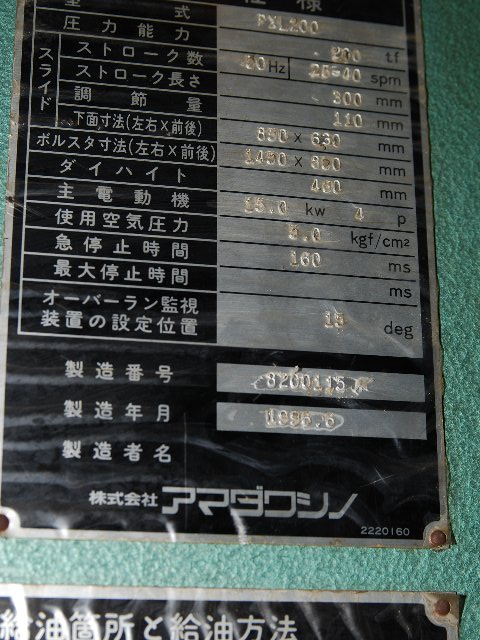 型式 PXL200
圧力能力 200 tf
スライド
ストローク数 60Hz 25-40 spm
ストローク長さ 300 mm
調節量 110 mm
下面寸法(左右×前後) 850 × 630 mm
ボルスタ寸法(左右×前後) 1450 × 830 mm
ダイハイト 460 mm
主電動機 15.0 kw 4 p
使用空気圧力 5.0 kgf/cm²
急停止時間 160 ms
最大停止時間 ms
オーバーラン監視
装置の設定位置 15 deg
製造番号 8200115
製造年月 1995.6
製造者名
株式会社 アマダワシノ
2220160
給油箇所と給油方法